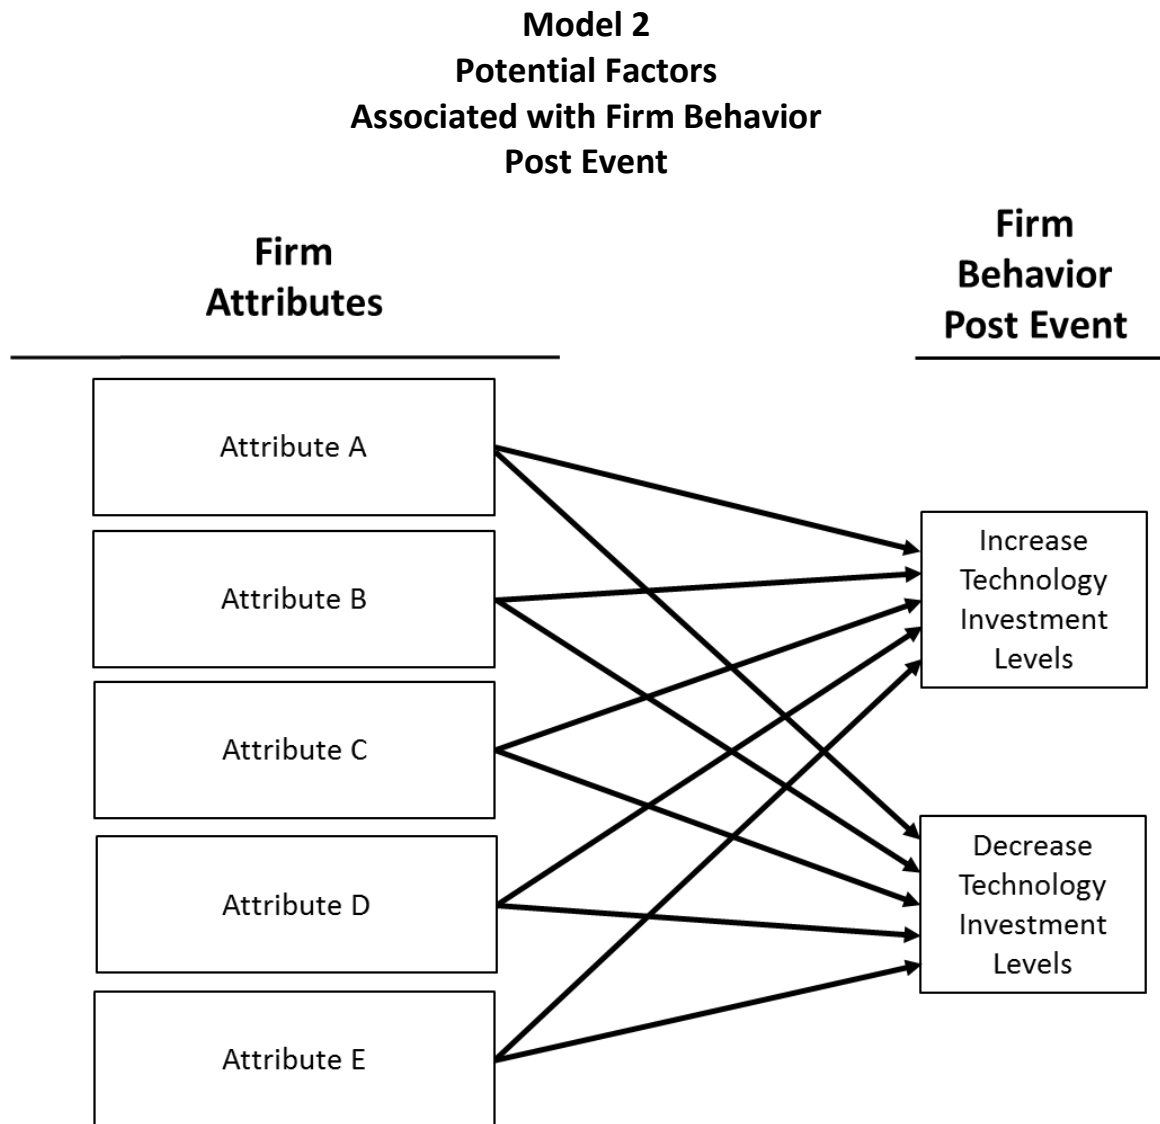 Model 2
Potential Factors
Associated with Firm Behavior
Post Event
Firm
Attributes
Firm
Behavior
Post Event
Attribute A
Attribute B
Attribute C
Attribute D
Attribute E
Increase
Technology
Investment
Levels
Decrease
Technology
Investment
Levels